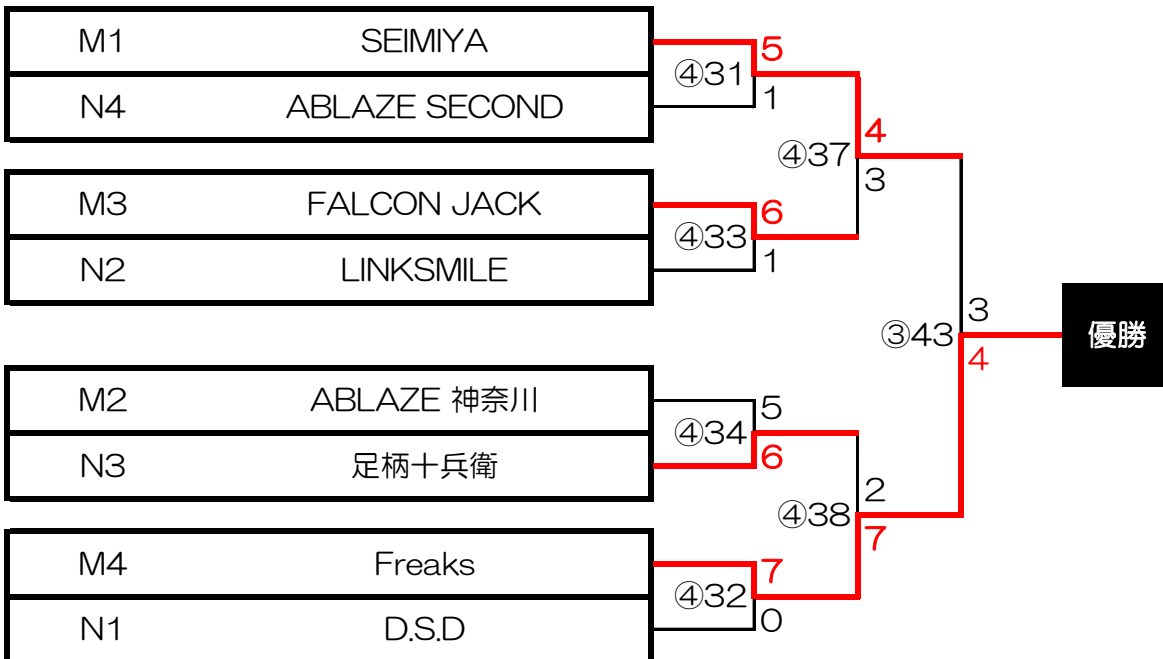 M1 SEIMIYA
5
④31
N4 ABLAZE SECOND
1
4
④37
3
M3 FALCON JACK
6
④33
N2 LINKSMILE
1
3
③43
優勝
4
M2 ABLAZE 神奈川
5
④34
N3 足柄十兵衛
6
2
④38
7
M4 Freaks
7
④32
N1 D.S.D
0